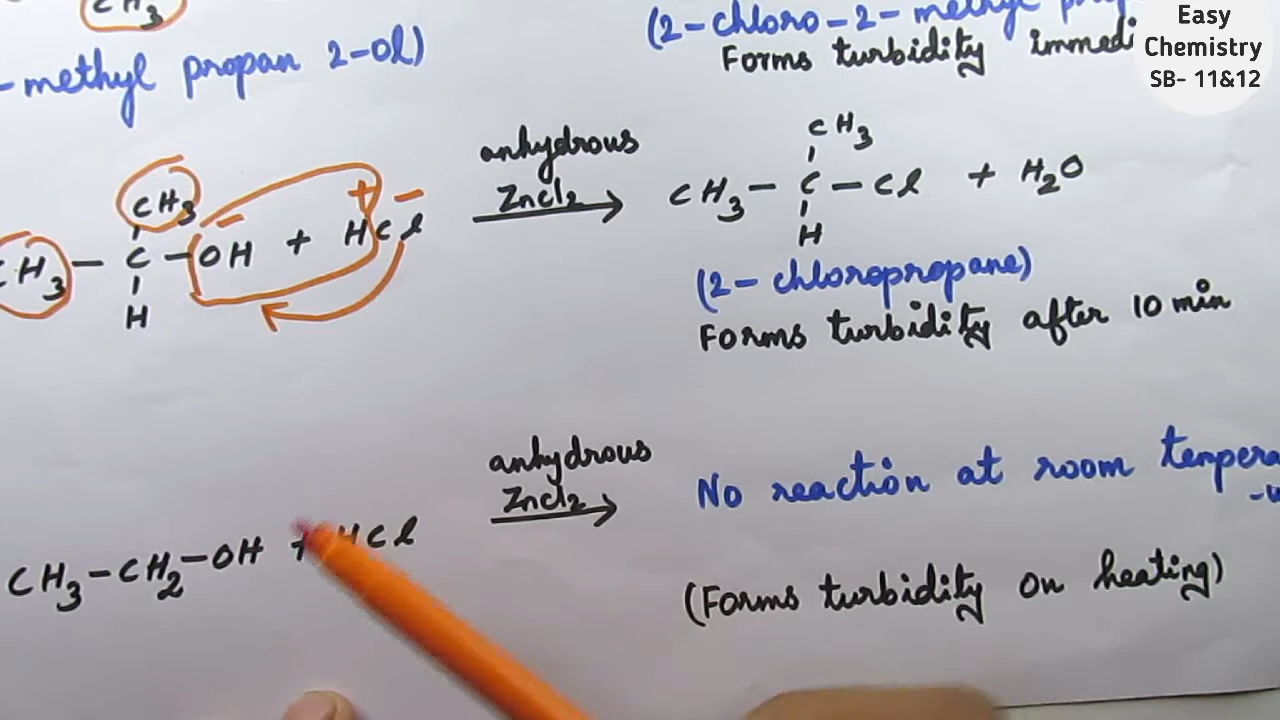 CH3
-methyl propan 2-ol)
(2-chloro-2-methyl
Forms turbidity
Easy
Chemistry
SB- 11&12
CH3
CH3 - C - OH + HCl
H
anhydrous
ZnCl2
CH3
CH3 - C - Cl + H2O
H
(2-chloropropane)
Forms turbidity after 10 min
CH3-CH2-OH + HCl
anhydrous
ZnCl2
No reaction at room
(Forms turbidity on heating)